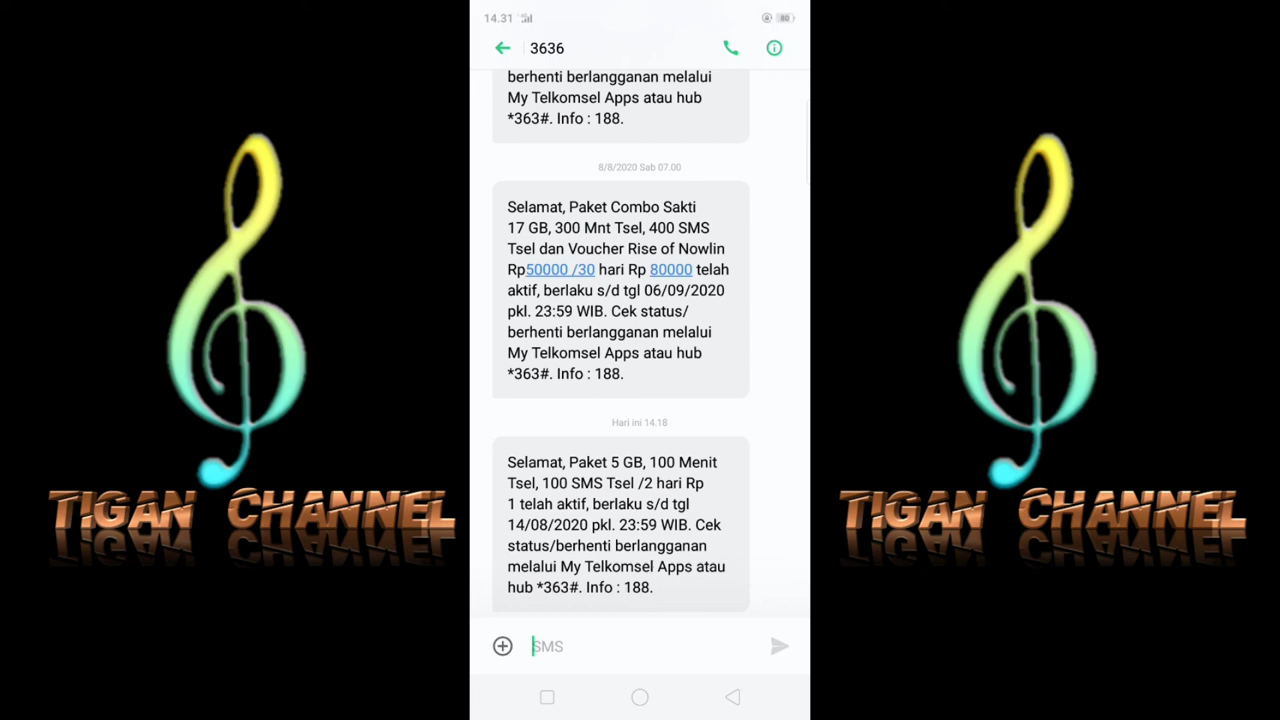 14.31
80
3636
berhenti berlangganan melalui
My Telkomsel Apps atau hub
*363#. Info : 188.
8/8/2020 Sab 07.00
Selamat, Paket Combo Sakti
17 GB, 300 Mnt Tsel, 400 SMS
Tsel dan Voucher Rise of Nowlin
Rp50000 /30 hari Rp 80000 telah
aktif, berlaku s/d tgl 06/09/2020
pkl. 23:59 WIB. Cek status/
berhenti berlangganan melalui
My Telkomsel Apps atau hub
*363#. Info : 188.
Hari ini 14.18
Selamat, Paket 5 GB, 100 Menit
Tsel, 100 SMS Tsel /2 hari Rp
1 telah aktif, berlaku s/d tgl
14/08/2020 pkl. 23:59 WIB. Cek
status/berhenti berlangganan
melalui My Telkomsel Apps atau
hub *363#. Info : 188.
SMS
TIGAN CHANNEL
TIGAN CHANNEL